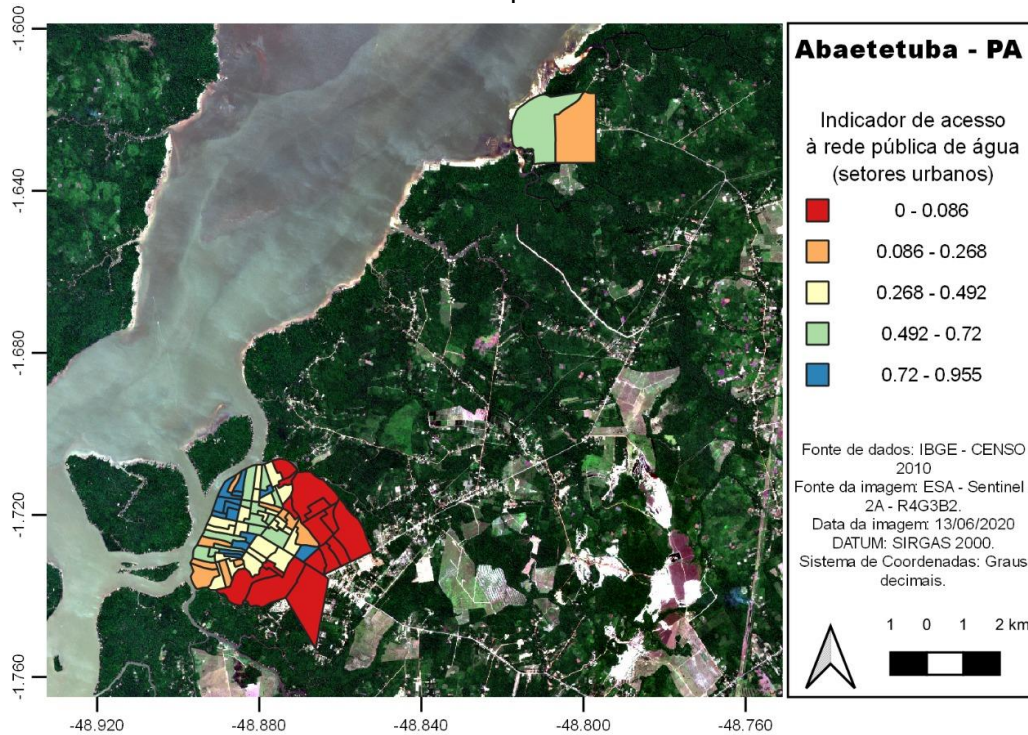 Abaetetuba - PA
Indicador de acesso
à rede pública de água
(setores urbanos)
0 - 0.086
0.086 - 0.268
0.268 - 0.492
0.492 - 0.72
0.72 - 0.955
Fonte de dados: IBGE - CENSO
2010
Fonte da imagem: ESA - Sentinel
2A - R4G3B2.
Data da imagem: 13/06/2020
DATUM: SIRGAS 2000.
Sistema de Coordenadas: Graus
decimais.
1 0 1 2 km
-1.600
-1.640
-1.680
-1.720
-1.760
-48.920 -48.880 -48.840 -48.800 -48.760